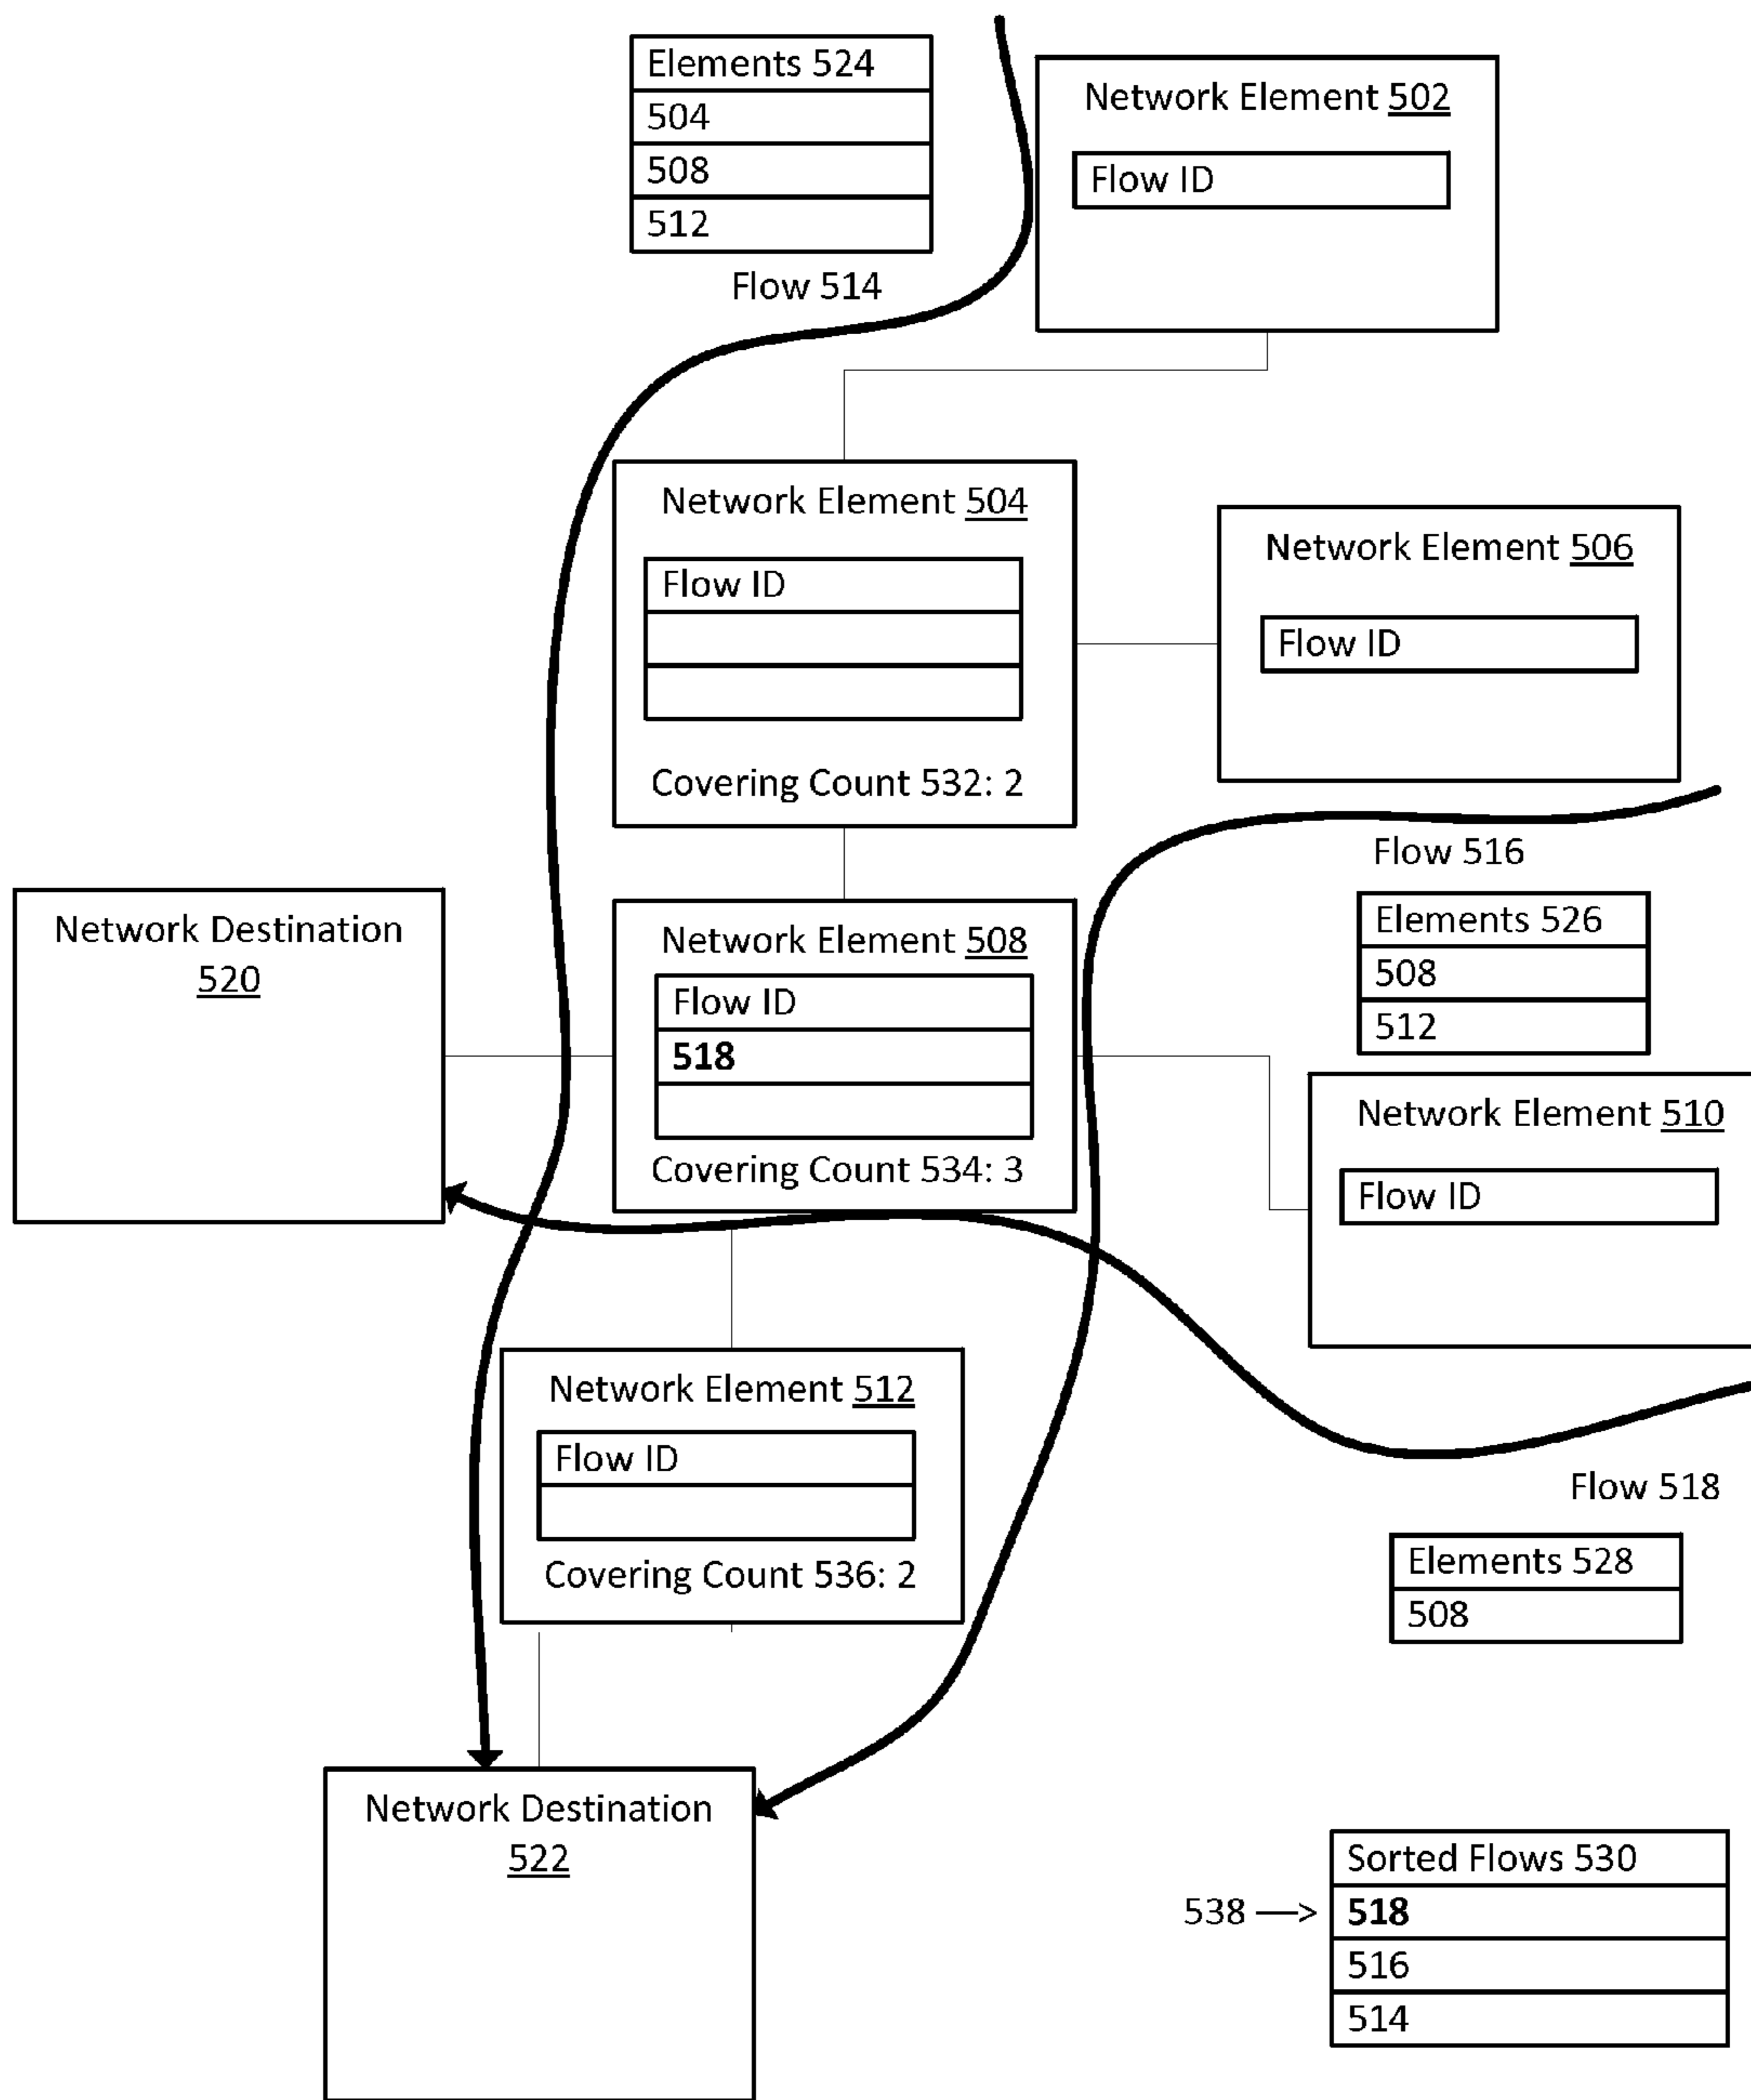 Elements 524
504
508
512
Flow 514
Network Element 502
Flow ID
Network Element 504
Flow ID
Covering Count 532: 2
Network Element 506
Flow ID
Flow 516
Elements 526
508
512
Network Destination
520
Network Element 508
Flow ID
518
Covering Count 534: 3
Network Element 510
Flow ID
Network Element 512
Flow ID
Covering Count 536: 2
Flow 518
Elements 528
508
Network Destination
522
538
Sorted Flows 530
518
516
514